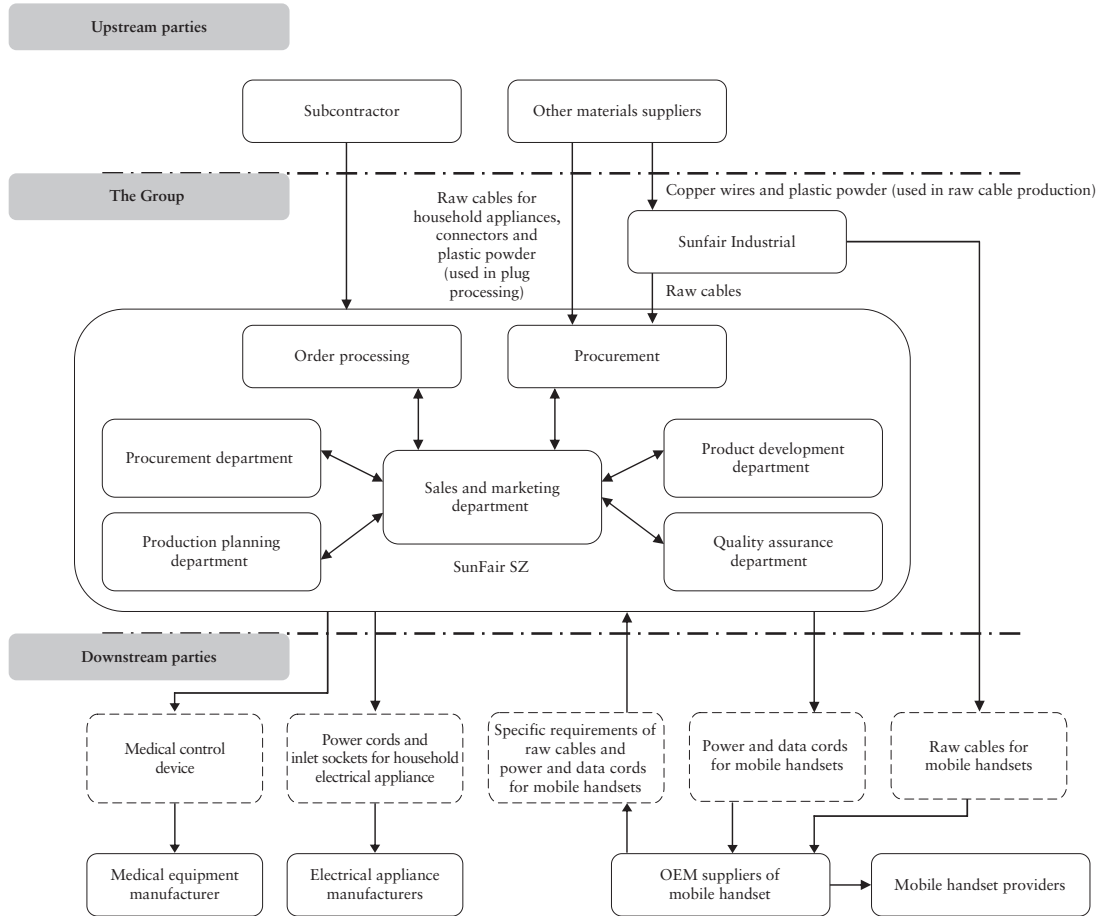 Upstream parties
Subcontractor
Other materials suppliers
The Group
Raw cables for
household appliances,
connectors and
plastic powder
(used in plug
processing)
Copper wires and plastic powder (used in raw cable production)
Sunfair Industrial
Raw cables
Order processing
Procurement
Procurement department
Sales and marketing
department
Product development
department
Production planning
department
Quality assurance
department
SunFair SZ
Downstream parties
Medical control
device
Power cords and
inlet sockets for household
electrical appliance
Specific requirements of
raw cables and
power and data cords
for mobile handsets
Power and data cords
for mobile handsets
Raw cables for
mobile handsets
Medical equipment
manufacturer
Electrical appliance
manufacturers
OEM suppliers of
mobile handset
Mobile handset providers